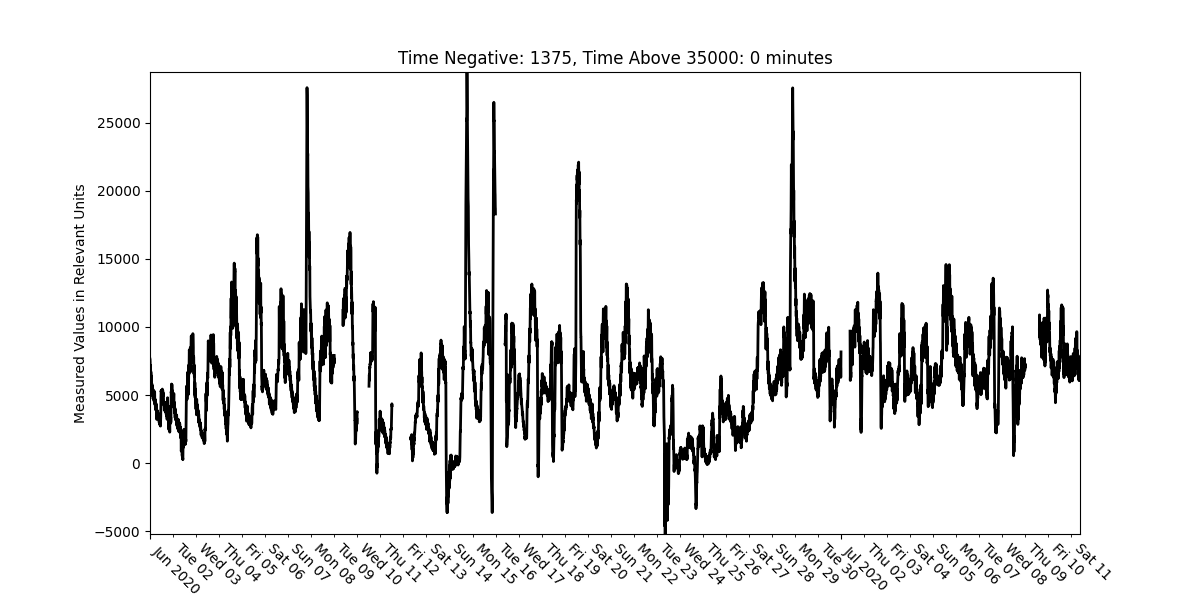 Time Negative: 1375, Time Above 35000: 0 minutes
Measured Values in Relevant Units
25000
20000
15000
10000
5000
0
−5000
Jun 2020
Tue 02
Wed 03
Thu 04
Fri 05
Sat 06
Sun 07
Mon 08
Tue 09
Wed 10
Thu 11
Fri 12
Sat 13
Sun 14
Mon 15
Tue 16
Wed 17
Thu 18
Fri 19
Sat 20
Sun 21
Mon 22
Tue 23
Wed 24
Thu 25
Fri 26
Sat 27
Sun 28
Mon 29
Tue 30
Jul 2020
Thu 02
Fri 03
Sat 04
Sun 05
Mon 06
Tue 07
Wed 08
Thu 09
Fri 10
Sat 11